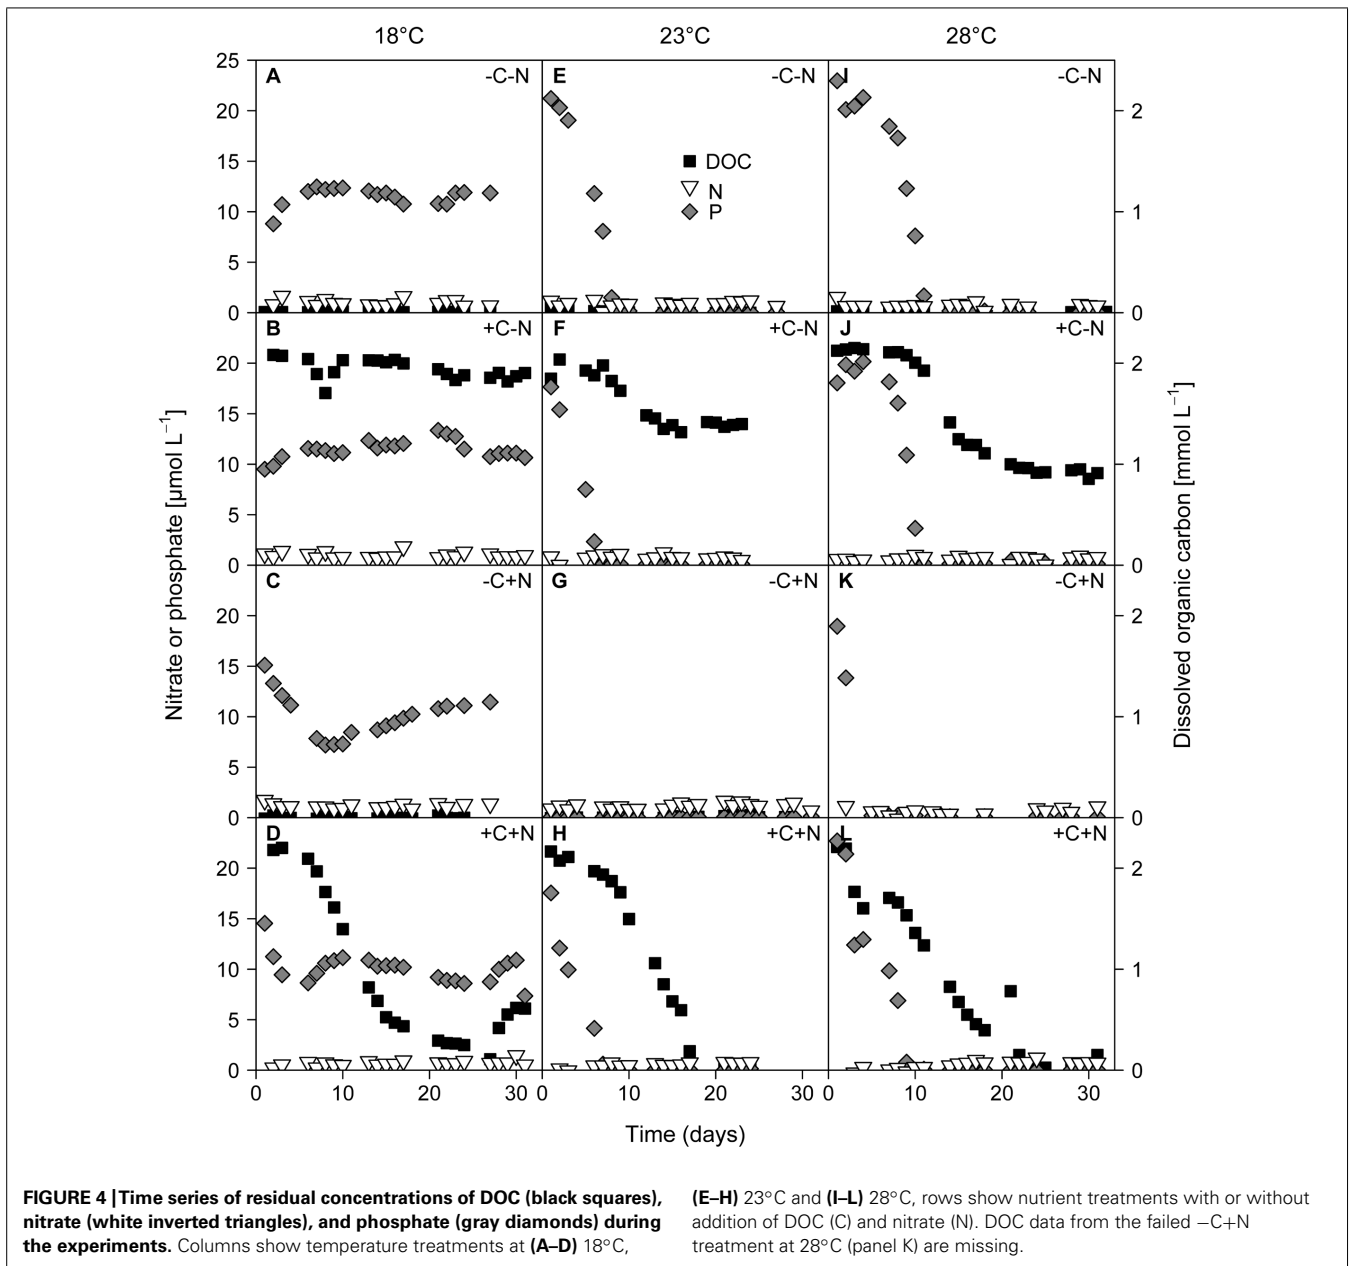 18°C 23°C 28°C
A -C-N E -C-N I -C-N
25
20
15
10
5
0
2
1
0
DOC
N
P
B +C-N F +C-N J +C-N
20
15
10
5
0
2
1
0
C -C+N G -C+N K -C+N
20
15
10
5
0
2
1
0
D +C+N H +C+N L +C+N
20
15
10
5
0
2
1
0
Nitrate or phosphate [µmol L⁻¹]
Dissolved organic carbon [mmol L⁻¹]
0 10 20 30 0 10 20 30 0 10 20 30
Time (days)
FIGURE 4 | Time series of residual concentrations of DOC (black squares),
nitrate (white inverted triangles), and phosphate (gray diamonds) during
the experiments. Columns show temperature treatments at (A–D) 18°C,
(E–H) 23°C and (I–L) 28°C, rows show nutrient treatments with or without
addition of DOC (C) and nitrate (N). DOC data from the failed −C+N
treatment at 28°C (panel K) are missing.